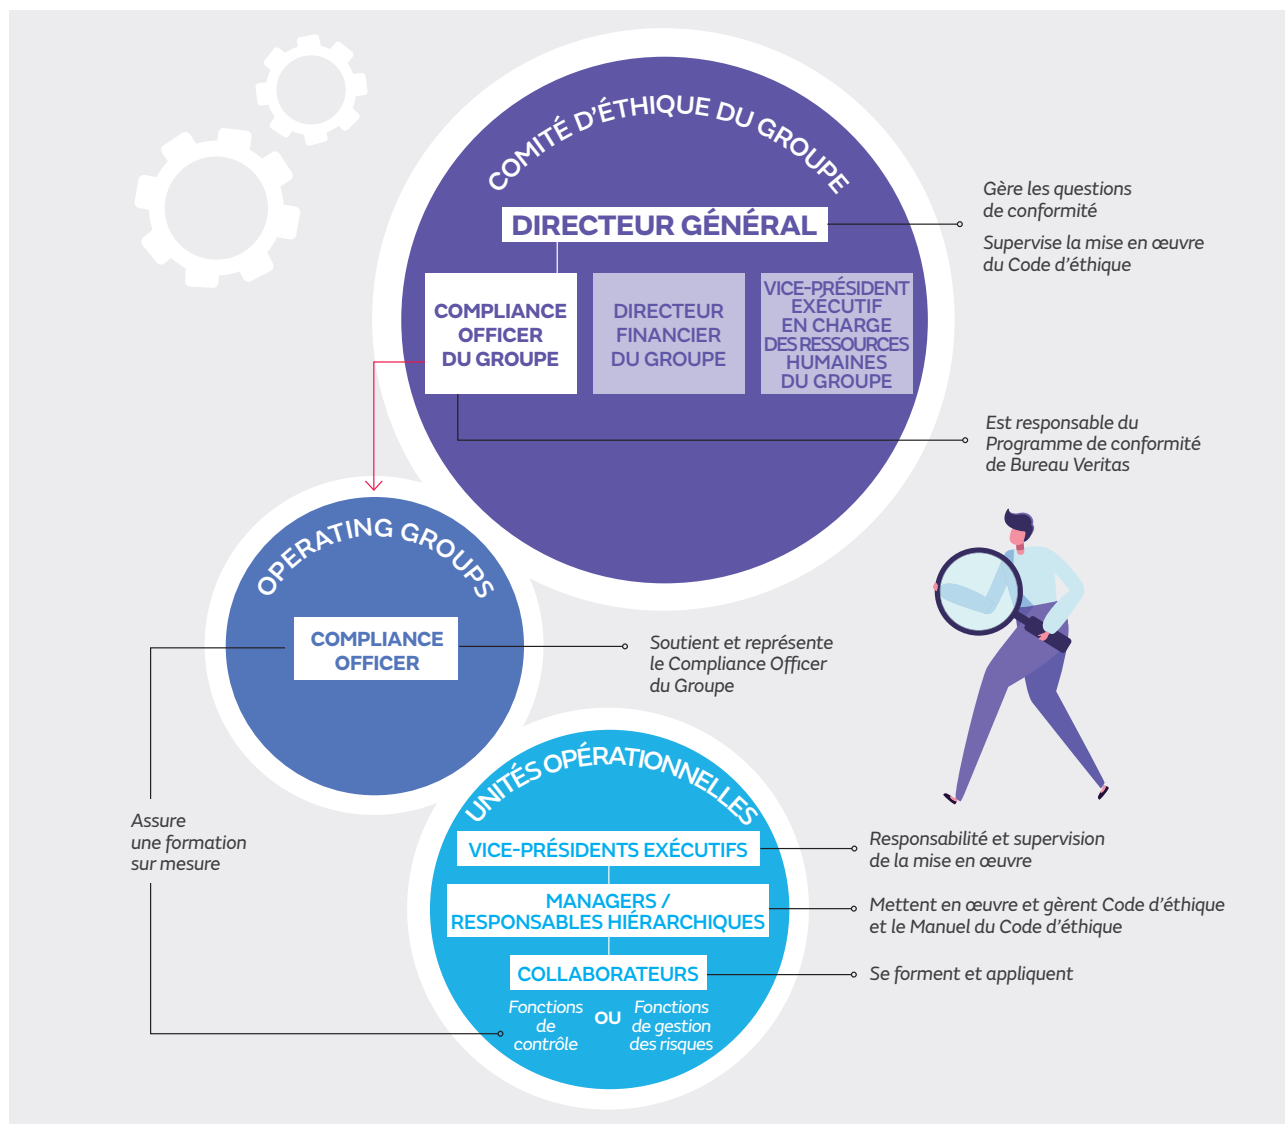 COMITÉ D'ÉTHIQUE DU GROUPE
DIRECTEUR GÉNÉRAL
Gère les questions
de conformité
Supervise la mise en œuvre
du Code d'éthique
COMPLIANCE
OFFICER
DU GROUPE
DIRECTEUR
FINANCIER
DU GROUPE
VICE-PRÉSIDENT
EXÉCUTIF
EN CHARGE
DES RESSOURCES
HUMAINES
DU GROUPE
Est responsable du
Programme de conformité
de Bureau Veritas
OPERATING GROUPS
COMPLIANCE
OFFICER
Soutient et représente
le Compliance Officer
du Groupe
Assure
une formation
sur mesure
UNITÉS OPÉRATIONNELLES
VICE-PRÉSIDENTS EXÉCUTIFS
Responsabilité et supervision
de la mise en œuvre
MANAGERS /
RESPONSABLES HIÉRARCHIQUES
Mettent en œuvre et gèrent Code d'éthique
et le Manuel du Code d'éthique
COLLABORATEURS
Se forment et appliquent
Fonctions
de
contrôle
OU
Fonctions
de gestion
des risques